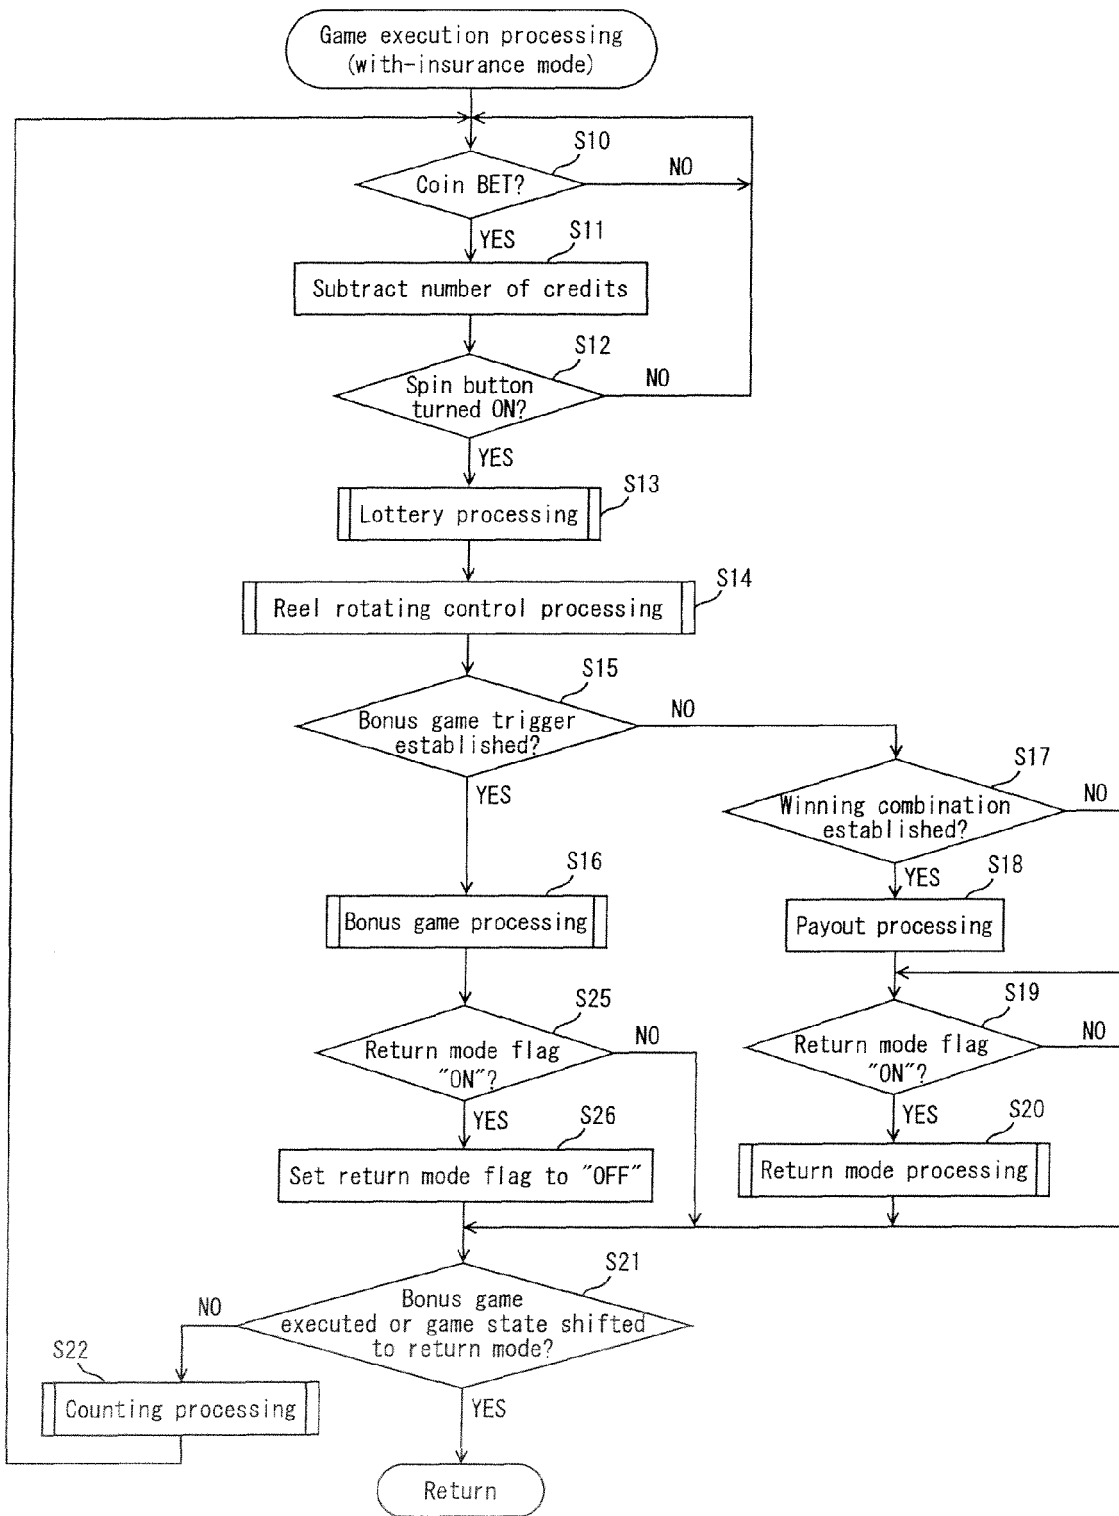 Game execution processing
(with-insurance mode)
S10
Coin BET?
NO
YES
S11
Subtract number of credits
S12
Spin button
turned ON?
NO
YES
S13
Lottery processing
S14
Reel rotating control processing
S15
Bonus game trigger
established?
NO
YES
S17
Winning combination
established?
NO
YES
S16
Bonus game processing
S18
Payout processing
S25
Return mode flag
"ON"?
NO
YES
S19
Return mode flag
"ON"?
NO
YES
S26
Set return mode flag to "OFF"
S20
Return mode processing
S21
Bonus game
executed or game state shifted
to return mode?
NO
YES
S22
Counting processing
Return